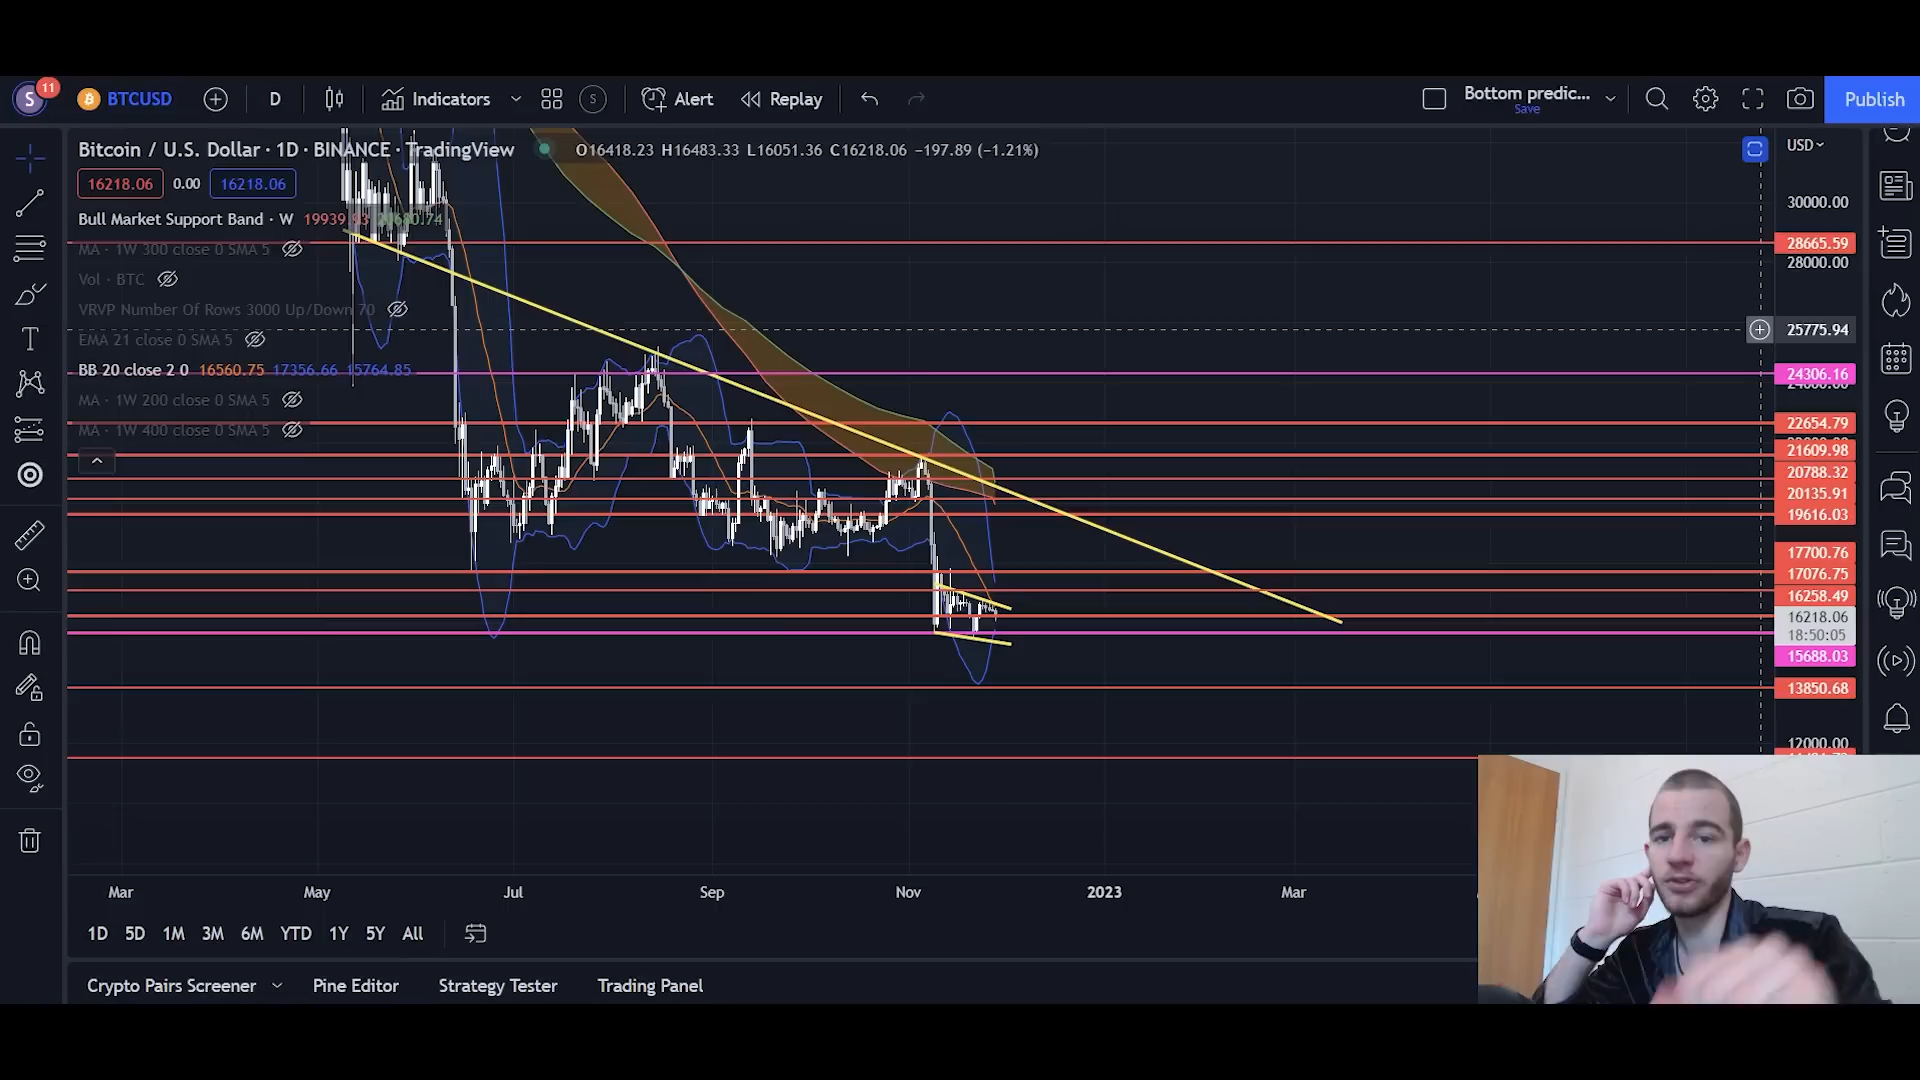 S 11 BTCUSD D Indicators S Alert Replay Bottom predic... Publish
Save
Bitcoin / U.S. Dollar · 1D · BINANCE · TradingView O16418.23 H16483.33 L16051.36 C16218.06 −197.89 (−1.21%) USD
16218.06 0.00 16218.06
30000.00
Bull Market Support Band · W
28665.59
MA · 1W 300 close 0 SMA 5
28000.00
Vol · BTC
VRVP Number Of Rows 3000 Up/Down 70
25775.94
EMA 21 close 0 SMA 5
BB 20 close 2 0 16560.75 17356.66 15764.85
24306.16
24000.00
MA · 1W 200 close 0 SMA 5
22654.79
MA · 1W 400 close 0 SMA 5
21609.98
20788.32
20135.91
19616.03
17700.76
17076.75
16258.49
16218.06
18:50:05
15688.03
13850.68
12000.00
Mar May Jul Sep Nov 2023 Mar
1D 5D 1M 3M 6M YTD 1Y 5Y All
Crypto Pairs Screener Pine Editor Strategy Tester Trading Panel